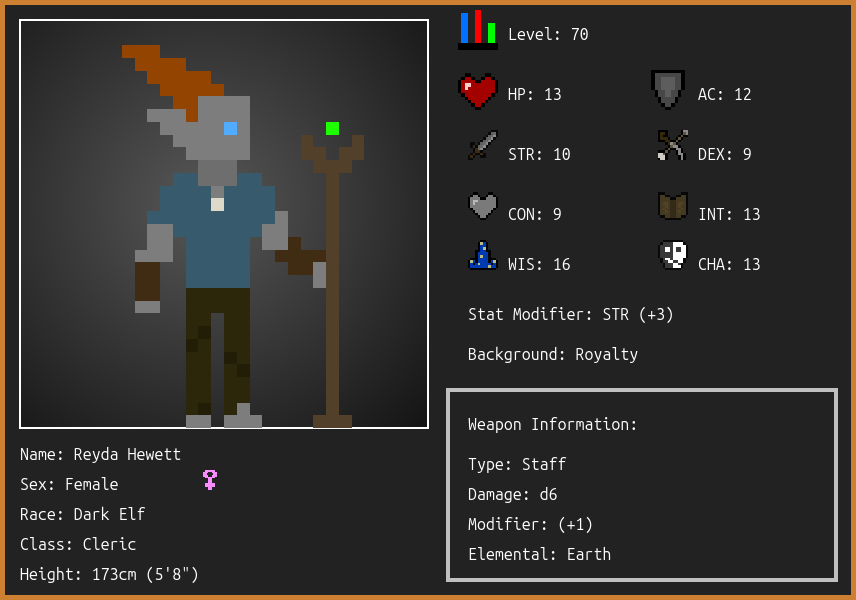 Level: 70
HP: 13
AC: 12
STR: 10
DEX: 9
CON: 9
INT: 13
WIS: 16
CHA: 13
Stat Modifier: STR (+3)
Background: Royalty
Weapon Information:
Type: Staff
Damage: d6
Modifier: (+1)
Elemental: Earth
Name: Reyda Hewett
Sex: Female
Race: Dark Elf
Class: Cleric
Height: 173cm (5'8")